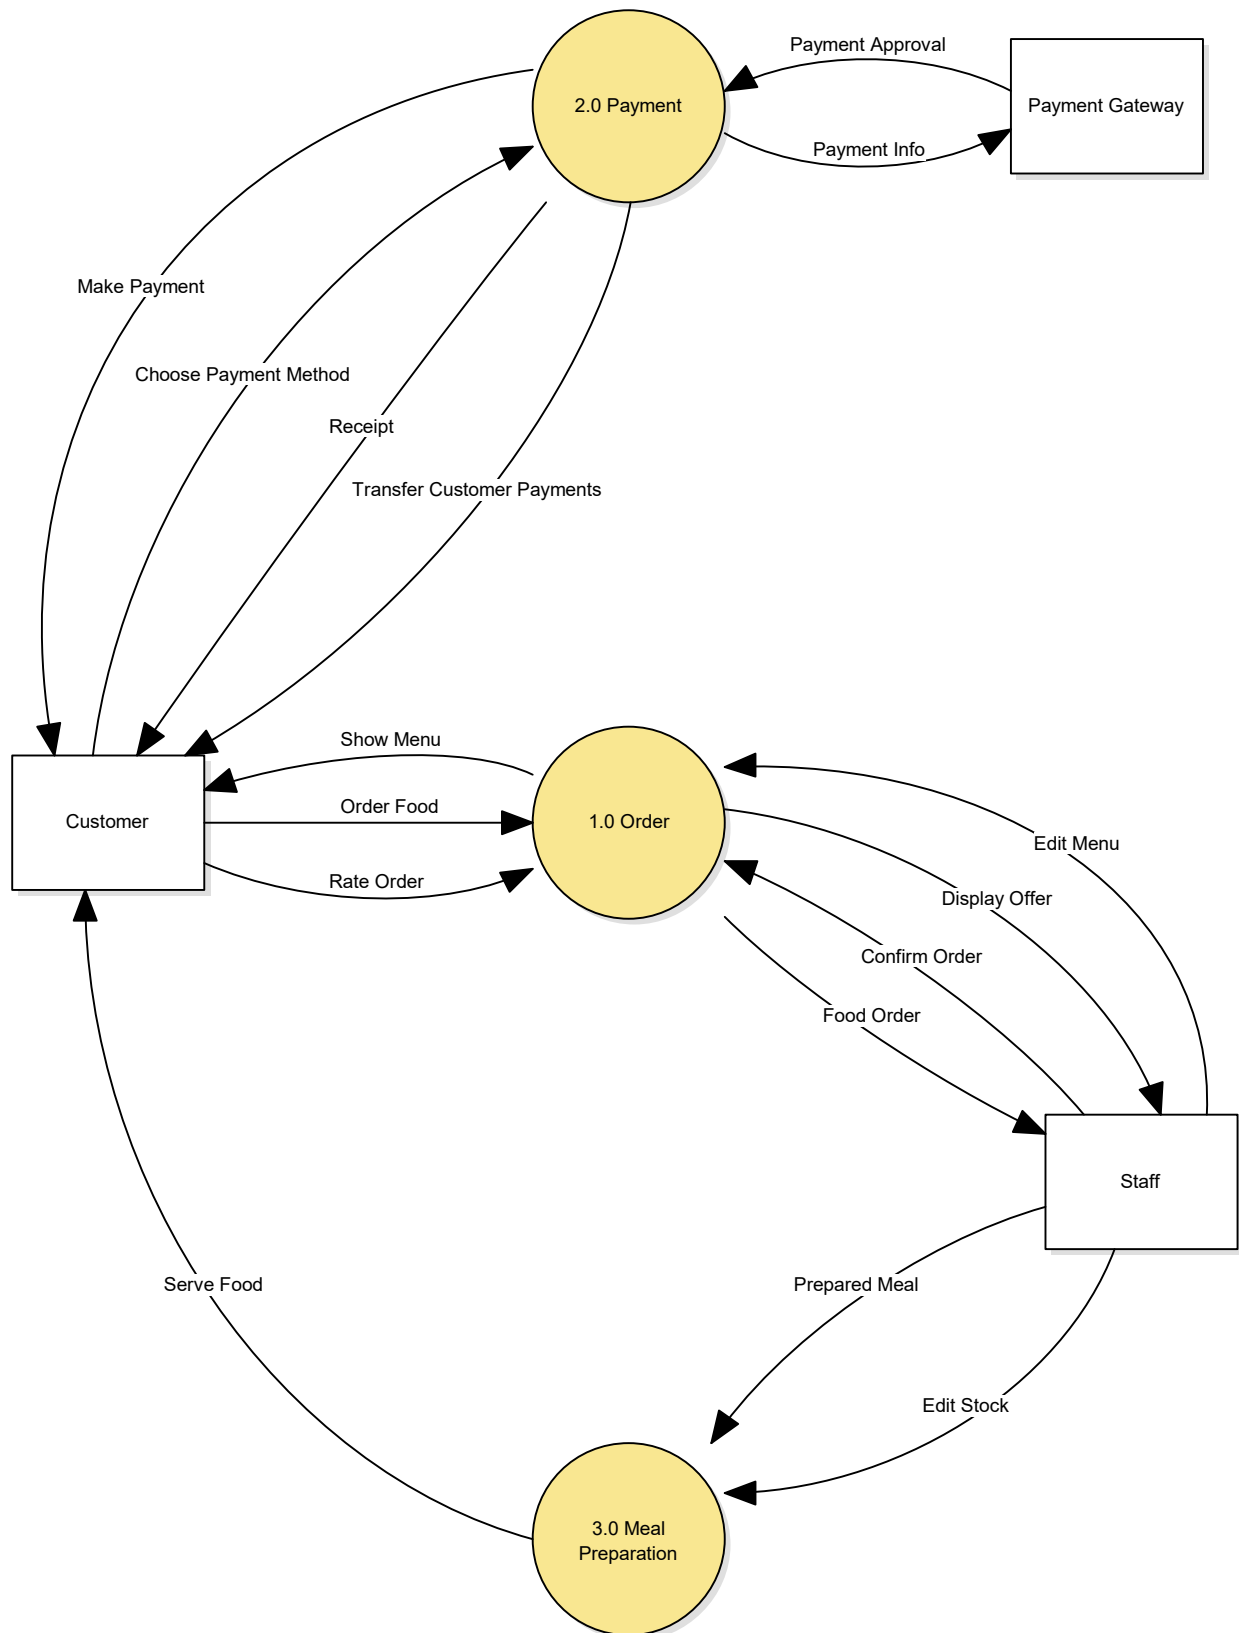 Payment Approval
2.0 Payment
Payment Gateway
Payment Info
Make Payment
Choose Payment Method
Receipt
Transfer Customer Payments
Show Menu
Order Food
Customer
1.0 Order
Edit Menu
Rate Order
Display Offer
Confirm Order
Food Order
Staff
Serve Food
Prepared Meal
Edit Stock
3.0 Meal
Preparation